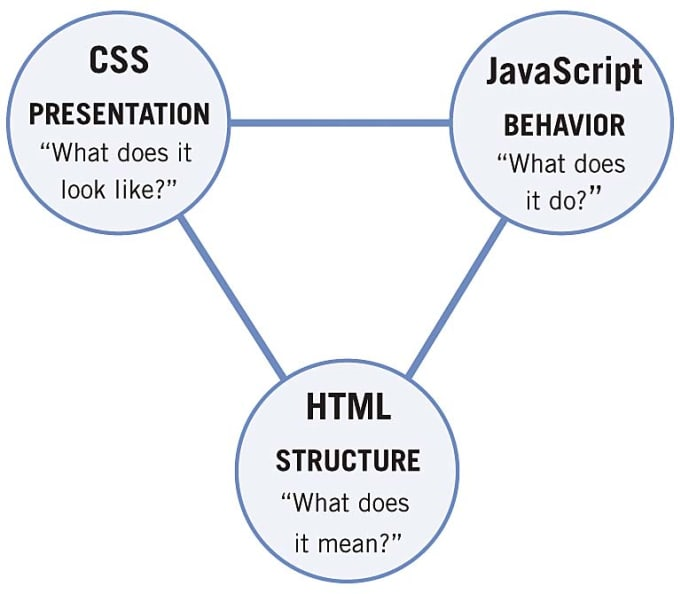 CSS
PRESENTATION
“What does it
look like?”
JavaScript
BEHAVIOR
“What does
it do?”
HTML
STRUCTURE
“What does
it mean?”